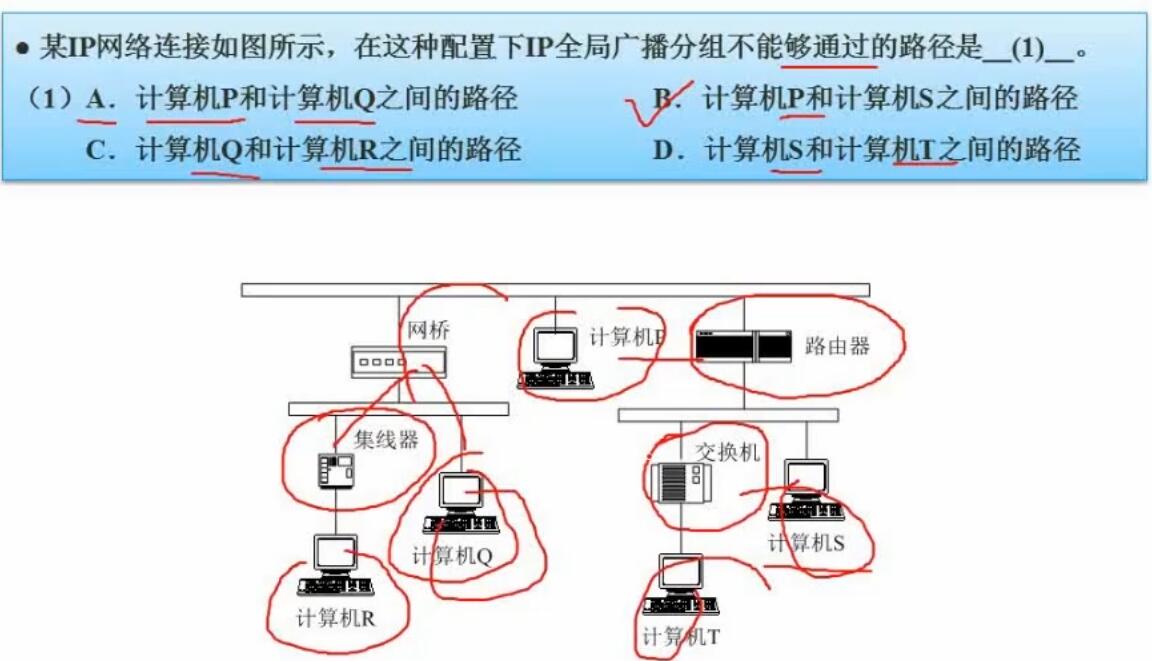 ● 某IP网络连接如图所示，在这种配置下IP全局广播分组不能够通过的路径是__(1)__。
（1）A．计算机P和计算机Q之间的路径 B．计算机P和计算机S之间的路径
C．计算机Q和计算机R之间的路径 D．计算机S和计算机T之间的路径
网桥
计算机P
路由器
集线器
交换机
计算机Q
计算机S
计算机R
计算机T